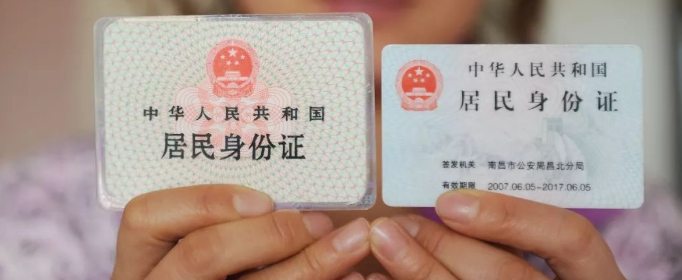 中华人民共和国
居民身份证
中华人民共和国
居民身份证
签发机关 南昌市公安局昌北分局
有效期限 2007.06.05-2017.06.05